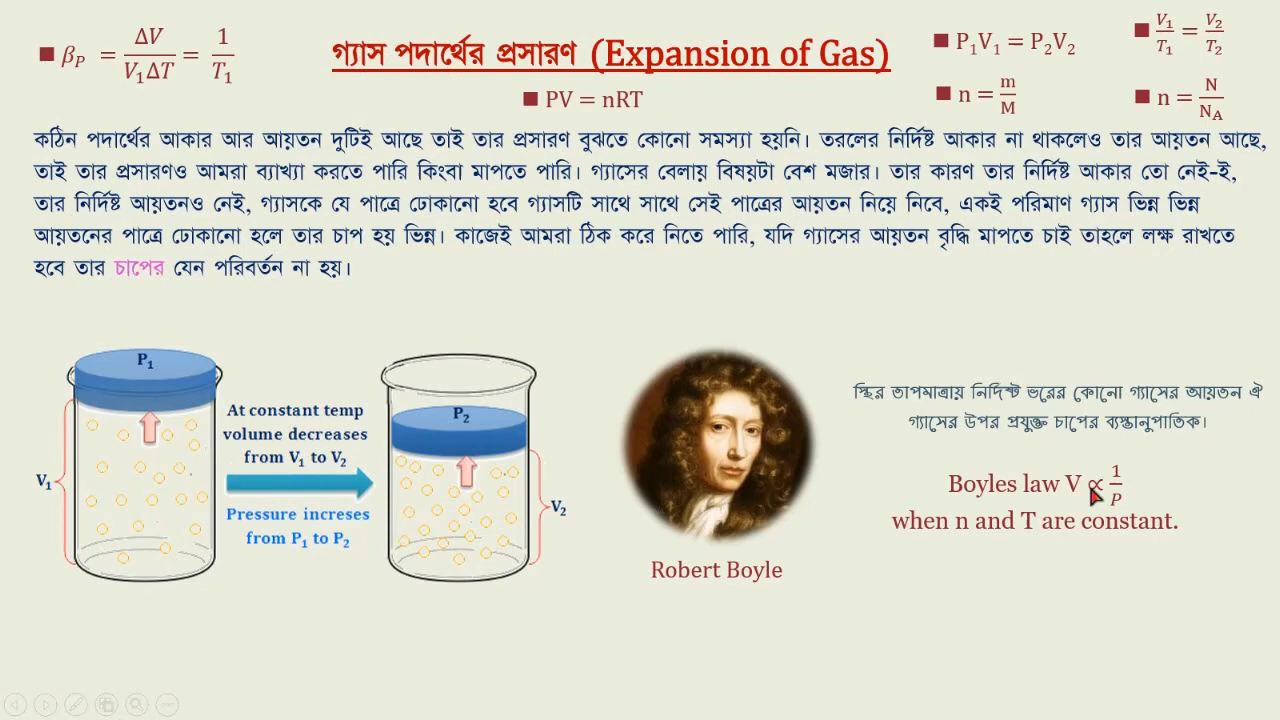 ■ βP = ΔV / V₁ΔT = 1 / T₁
গ্যাস পদার্থের প্রসারণ (Expansion of Gas)
■ PV = nRT
■ P₁V₁ = P₂V₂
■ V₁/T₁ = V₂/T₂
■ n = m/M
■ n = N/N_A
কঠিন পদার্থের আকার আর আয়তন দুটিই আছে তাই তার প্রসারণ বুঝতে কোনো সমস্যা হয়নি। তরলের নির্দিষ্ট আকার না থাকলেও তার আয়তন আছে,
তাই তার প্রসারণও আমরা ব্যাখ্যা করতে পারি কিংবা মাপতে পারি। গ্যাসের বেলায় বিষয়টা বেশ মজার। তার কারণ তার নির্দিষ্ট আকার তো নেই-ই,
তার নির্দিষ্ট আয়তনও নেই, গ্যাসকে যে পাত্রে ঢোকানো হবে গ্যাসটি সাথে সাথে সেই পাত্রের আয়তন নিয়ে নিবে, একই পরিমাণ গ্যাস ভিন্ন ভিন্ন
আয়তনের পাত্রে ঢোকানো হলে তার চাপ হয় ভিন্ন। কাজেই আমরা ঠিক করে নিতে পারি, যদি গ্যাসের আয়তন বৃদ্ধি মাপতে চাই তাহলে লক্ষ রাখতে
হবে তার চাপের যেন পরিবর্তন না হয়।
P₁
V₁
At constant temp
volume decreases
from V₁ to V₂
Pressure increses
from P₁ to P₂
P₂
V₂
Robert Boyle
স্থির তাপমাত্রায় নির্দিষ্ট ভরের কোনো গ্যাসের আয়তন ঐ
গ্যাসের উপর প্রযুক্ত চাপের ব্যস্তানুপাতিক।
Boyles law V ∝ 1/P
when n and T are constant.